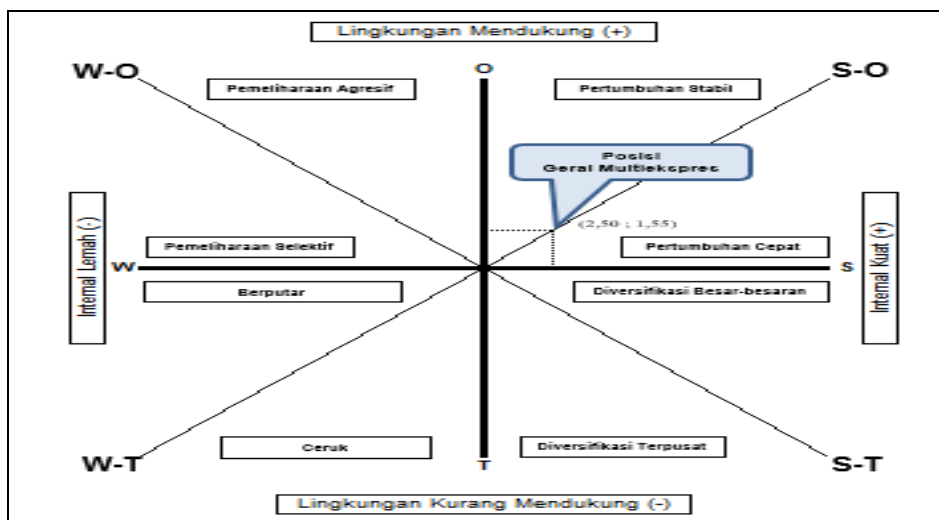 Lingkungan Mendukung (+)
W-O
O
S-O
Pemeliharaan Agresif
Pertumbuhan Stabil
Posisi
Gerai Multiekspres
(2,50 ; 1,55)
Internal Lemah (-)
Internal Kuat (+)
Pemeliharaan Selektif
Pertumbuhan Cepat
W
S
Berputar
Diversifikasi Besar-besaran
Ceruk
Diversifikasi Terpusat
W-T
T
S-T
Lingkungan Kurang Mendukung (-)